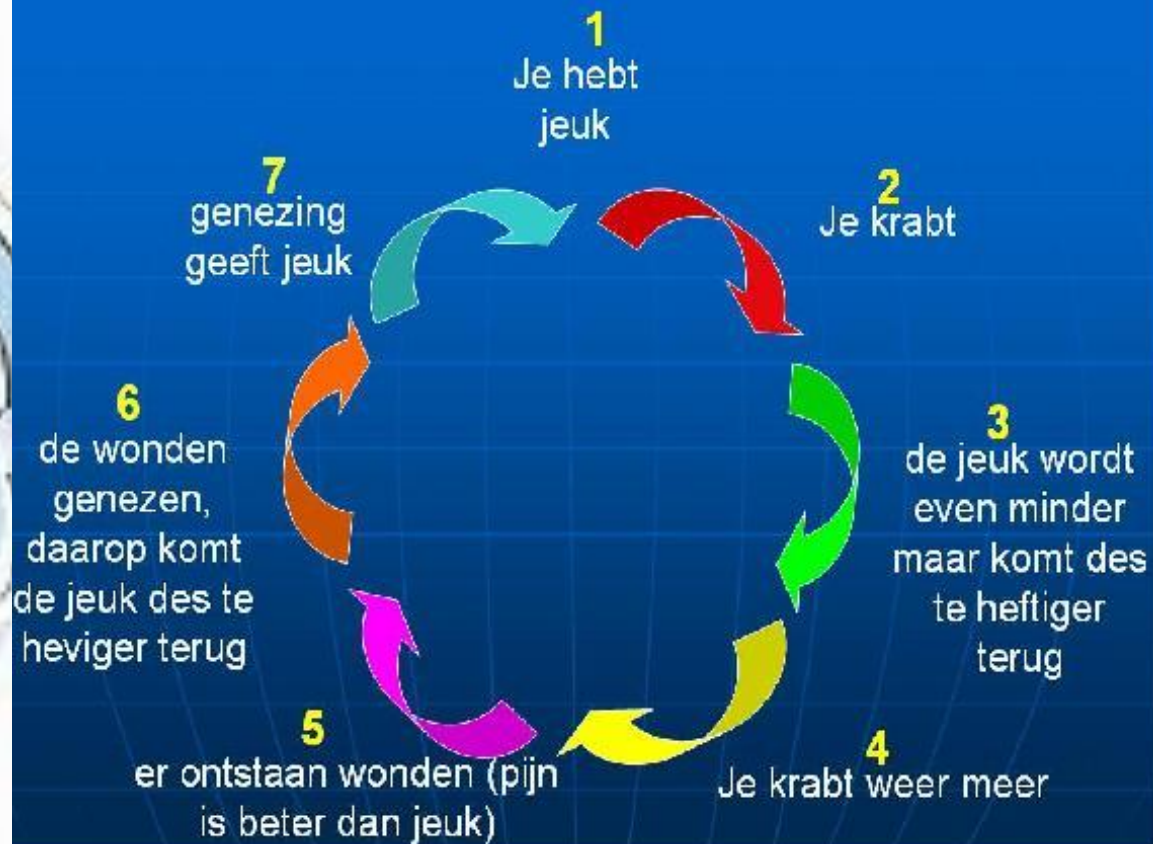 1
Je hebt
jeuk
2
Je krabt
3
de jeuk wordt
even minder
maar komt des
te heftiger
terug
4
Je krabt weer meer
5
er ontstaan wonden (pijn
is beter dan jeuk)
6
de wonden
genezen,
daarop komt
de jeuk des te
heviger terug
7
genezing
geeft jeuk